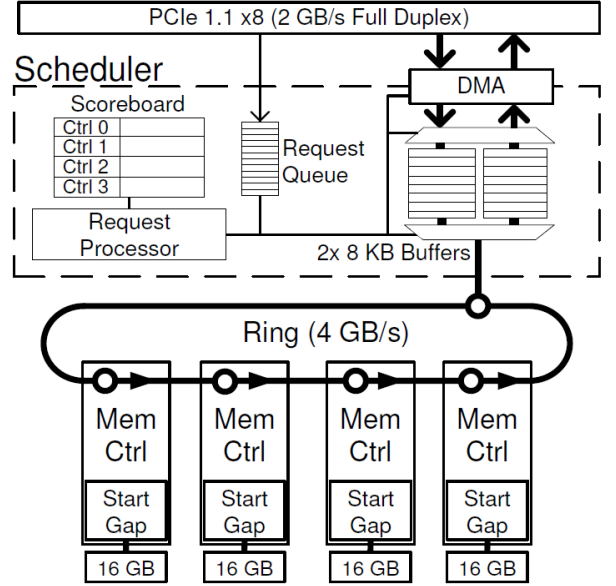 PCIe 1.1 x8 (2 GB/s Full Duplex)
Scheduler
DMA
Scoreboard
Ctrl 0
Ctrl 1
Ctrl 2
Ctrl 3
Request
Queue
Request
Processor
2x 8 KB Buffers
Ring (4 GB/s)
Mem
Ctrl
Mem
Ctrl
Mem
Ctrl
Mem
Ctrl
Start
Gap
Start
Gap
Start
Gap
Start
Gap
16 GB
16 GB
16 GB
16 GB